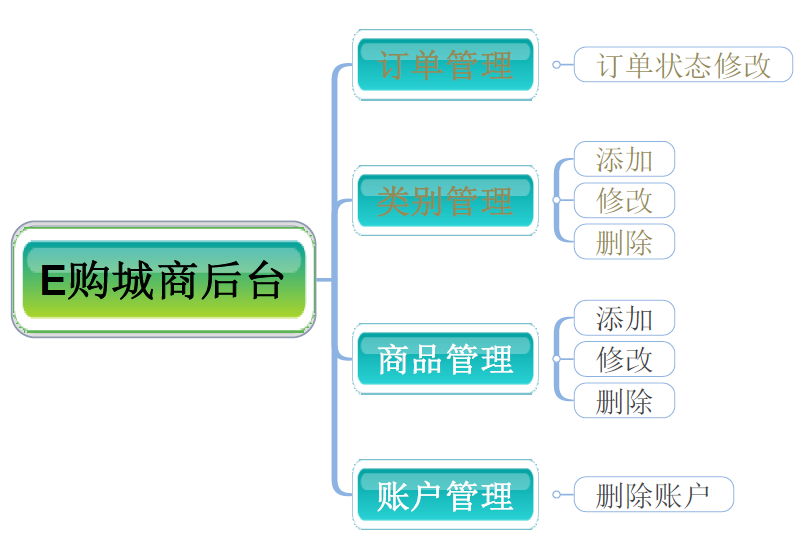 订单管理
订单状态修改
类别管理
添加
修改
删除
E购城商后台
商品管理
添加
修改
删除
账户管理
删除账户